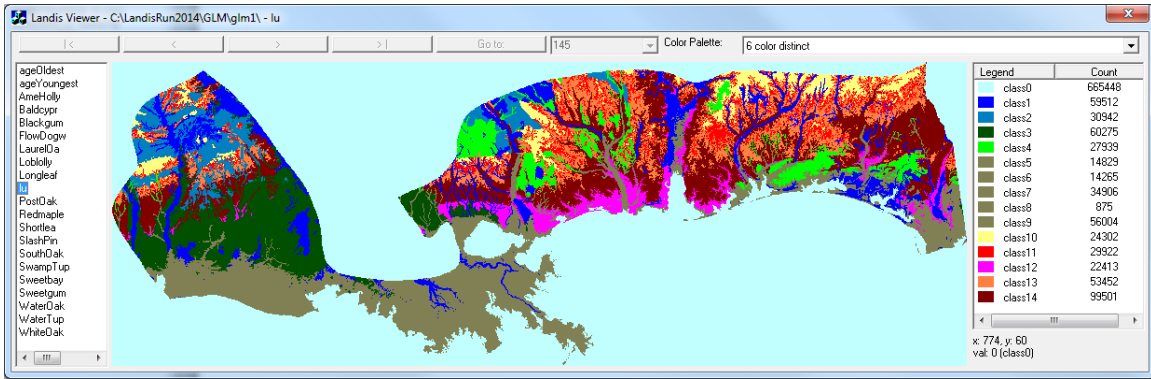 Landis Viewer - C:\LandisRun2014\GLM\glm1\ - lu
x
|< < > >| Go to: 145 Color Palette: 6 color distinct
ageOldest
ageYoungest
AmeHolly
Baldcypr
Blackgum
FlowDogw
LaurelOa
Loblolly
Longleaf
lu
PostOak
Redmaple
Shortlea
SlashPin
SouthOak
SwampTup
Sweetbay
Sweetgum
WaterOak
WaterTup
WhiteOak
Legend Count
class0 665448
class1 59512
class2 30942
class3 60275
class4 27939
class5 14829
class6 14265
class7 34906
class8 875
class9 56004
class10 24302
class11 29922
class12 22413
class13 53452
class14 99501
x: 774, y: 60
val: 0 (class0)